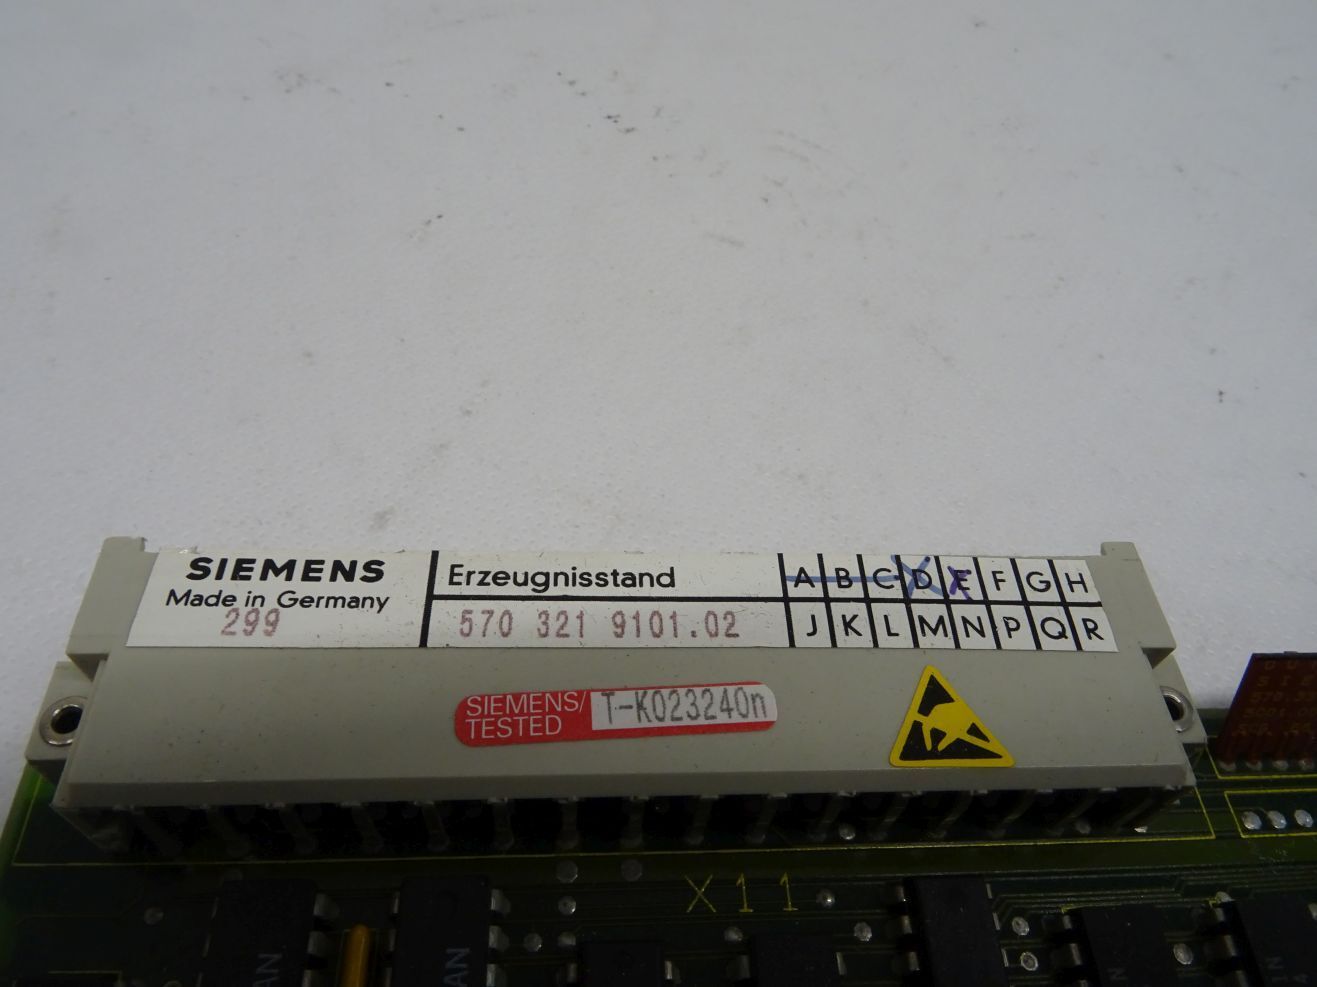 SIEMENS
Made in Germany
299
Erzeugnisstand
570 321 9101.02
A B C D E F G H
J K L M N P Q R
SIEMENS/
TESTED
T-K023240n
X11